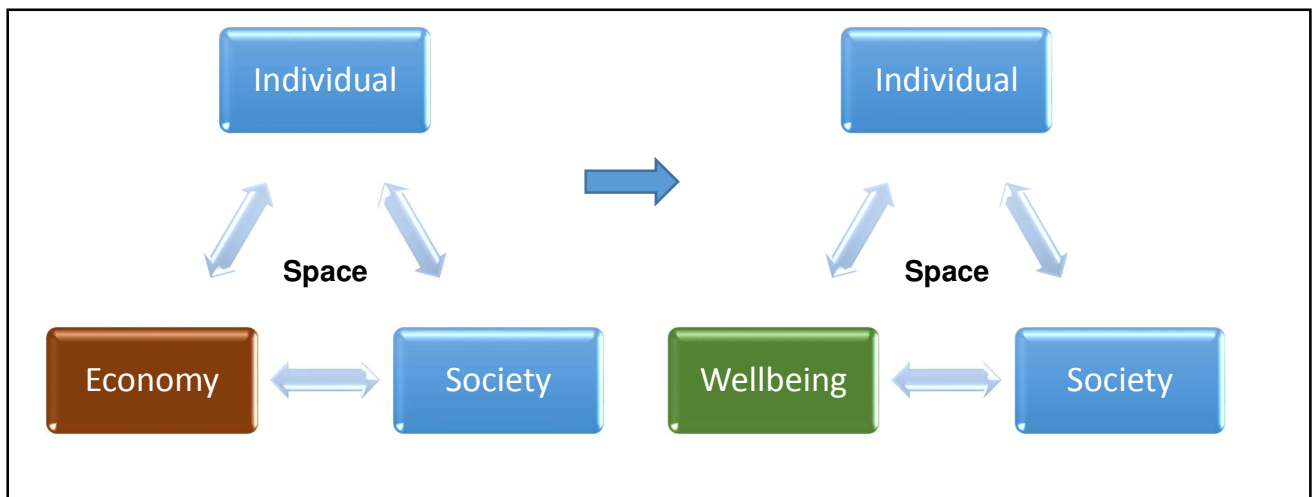 Individual
Space
Economy
Society
Individual
Space
Wellbeing
Society